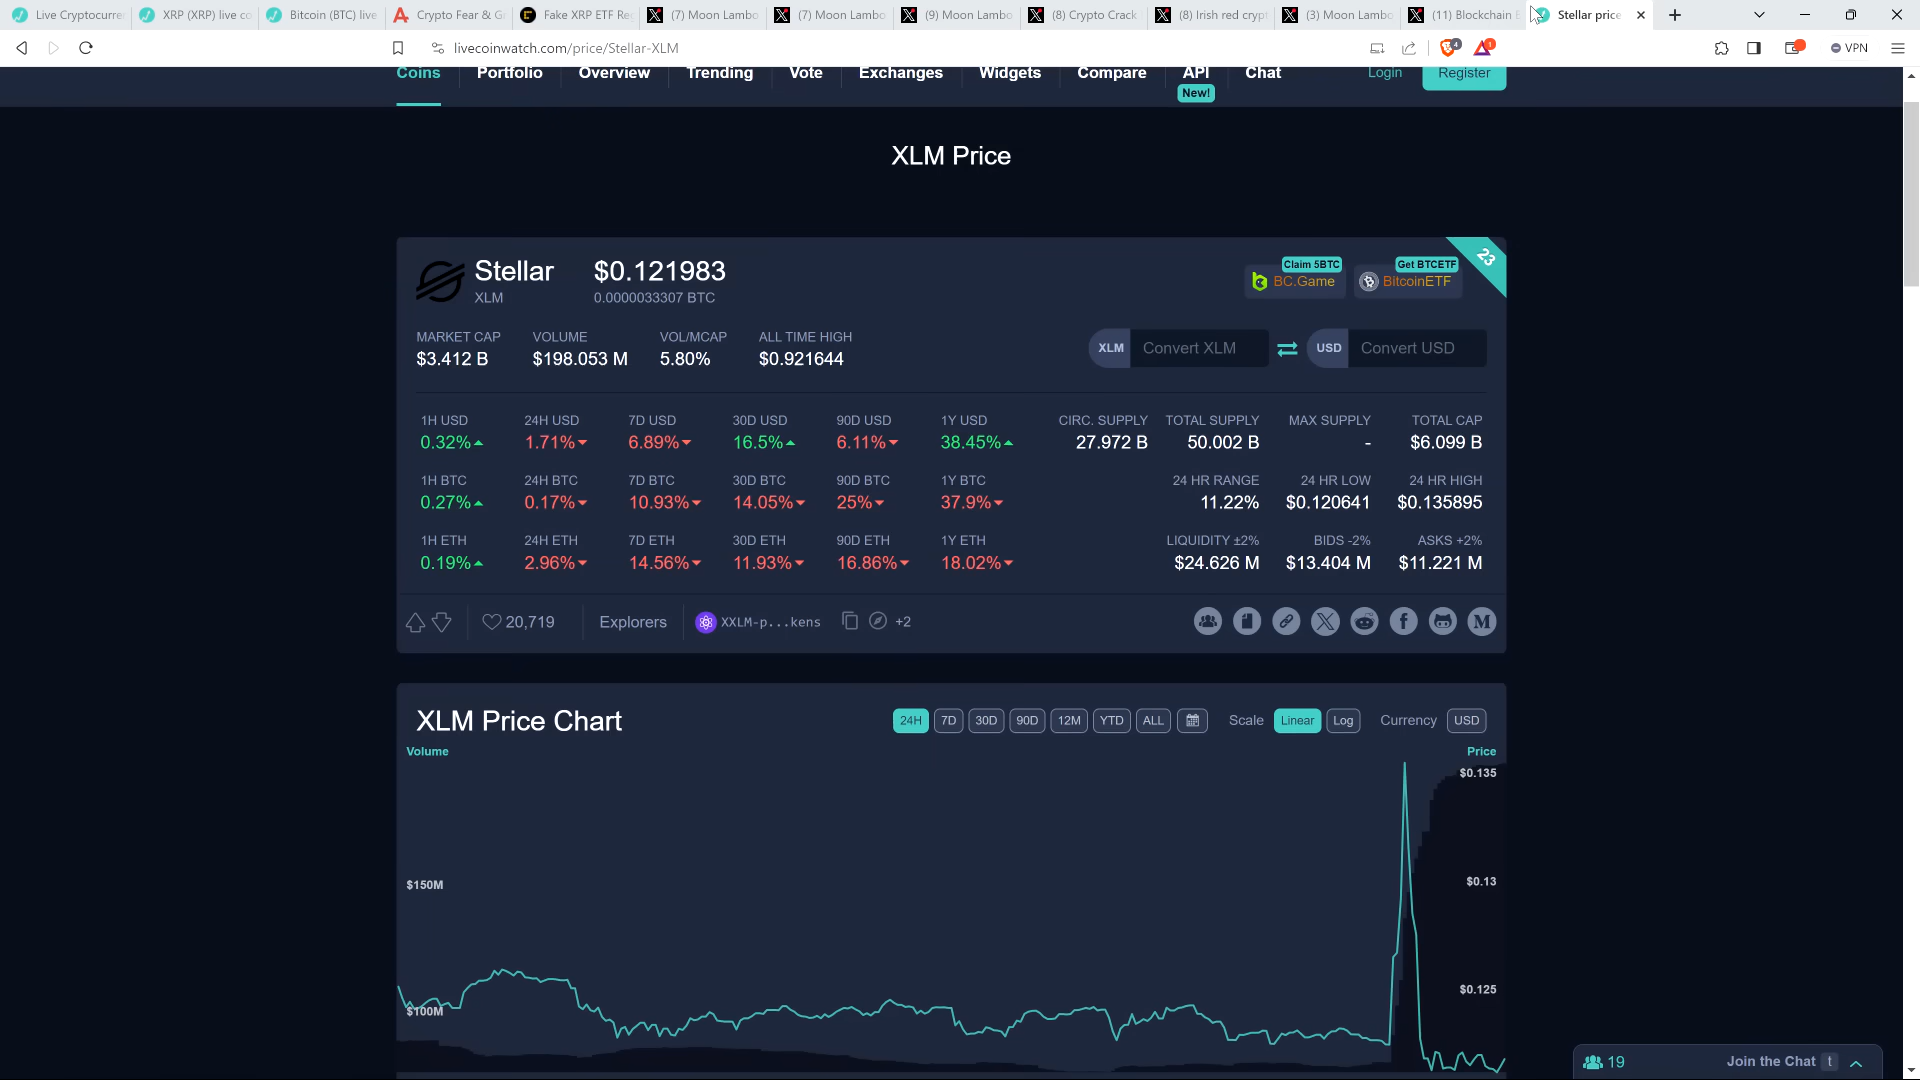 Live Cryptocurren
XRP (XRP) live co
Bitcoin (BTC) live
Crypto Fear & G
Fake XRP ETF Reg
(7) Moon Lambo
(7) Moon Lambo
(9) Moon Lambo
(8) Crypto Crack
(8) Irish red crypt
(3) Moon Lambo
(11) Blockchain B
Stellar price
livecoinwatch.com/price/Stellar-XLM
4
1
VPN
Coins
Portfolio
Overview
Trending
Vote
Exchanges
Widgets
Compare
API
New!
Chat
Login
Register
XLM Price
Stellar
XLM
$0.121983
0.0000033307 BTC
Claim 5BTC
BC.Game
Get BTCETF
BitcoinETF
23
MARKET CAP VOLUME VOL/MCAP ALL TIME HIGH
$3.412 B $198.053 M 5.80% $0.921644
XLM Convert XLM USD Convert USD
1H USD 24H USD 7D USD 30D USD 90D USD 1Y USD CIRC. SUPPLY TOTAL SUPPLY MAX SUPPLY TOTAL CAP
0.32% 1.71% 6.89% 16.5% 6.11% 38.45% 27.972 B 50.002 B - $6.099 B
1H BTC 24H BTC 7D BTC 30D BTC 90D BTC 1Y BTC 24 HR RANGE 24 HR LOW 24 HR HIGH
0.27% 0.17% 10.93% 14.05% 25% 37.9% 11.22% $0.120641 $0.135895
1H ETH 24H ETH 7D ETH 30D ETH 90D ETH 1Y ETH LIQUIDITY ±2% BIDS -2% ASKS +2%
0.19% 2.96% 14.56% 11.93% 16.86% 18.02% $24.626 M $13.404 M $11.221 M
20,719 Explorers XXLM-p...kens +2
XLM Price Chart
24H 7D 30D 90D 12M YTD ALL Scale Linear Log Currency USD
Volume
Price
$0.135
$150M
$0.13
$0.125
$100M
19 Join the Chat t